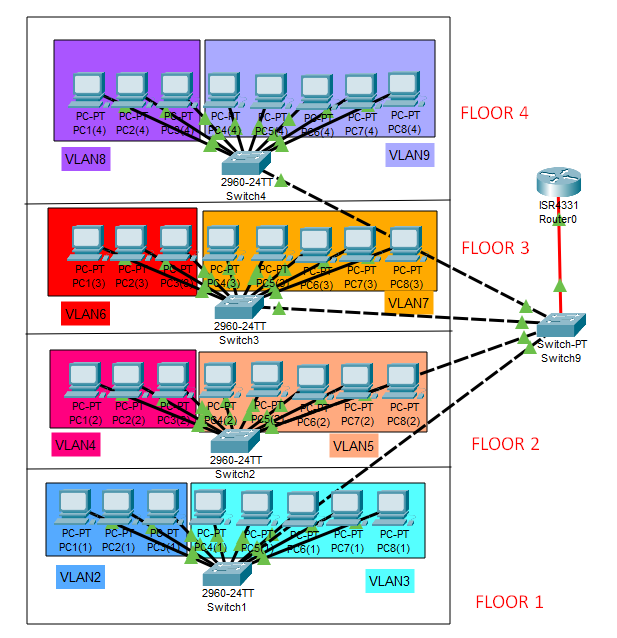 PC-PT PC-PT PC-PT PC-PT PC-PT PC-PT PC-PT PC-PT
PC1(4) PC2(4) PC3(4) PC4(4) PC5(4) PC6(4) PC7(4) PC8(4)
FLOOR 4
VLAN8
VLAN9
2960-24TT
Switch4
ISR4331
Router0
PC-PT PC-PT PC-PT PC-PT PC-PT PC-PT PC-PT PC-PT
PC1(3) PC2(3) PC3(3) PC4(3) PC5(3) PC6(3) PC7(3) PC8(3)
FLOOR 3
VLAN6
VLAN7
2960-24TT
Switch3
Switch-PT
Switch9
PC-PT PC-PT PC-PT PC-PT PC-PT PC-PT PC-PT PC-PT
PC1(2) PC2(2) PC3(2) PC4(2) PC5(2) PC6(2) PC7(2) PC8(2)
VLAN4
VLAN5
FLOOR 2
2960-24TT
Switch2
PC-PT PC-PT PC-PT PC-PT PC-PT PC-PT PC-PT PC-PT
PC1(1) PC2(1) PC3(1) PC4(1) PC5(1) PC6(1) PC7(1) PC8(1)
VLAN2
VLAN3
2960-24TT
Switch1
FLOOR 1